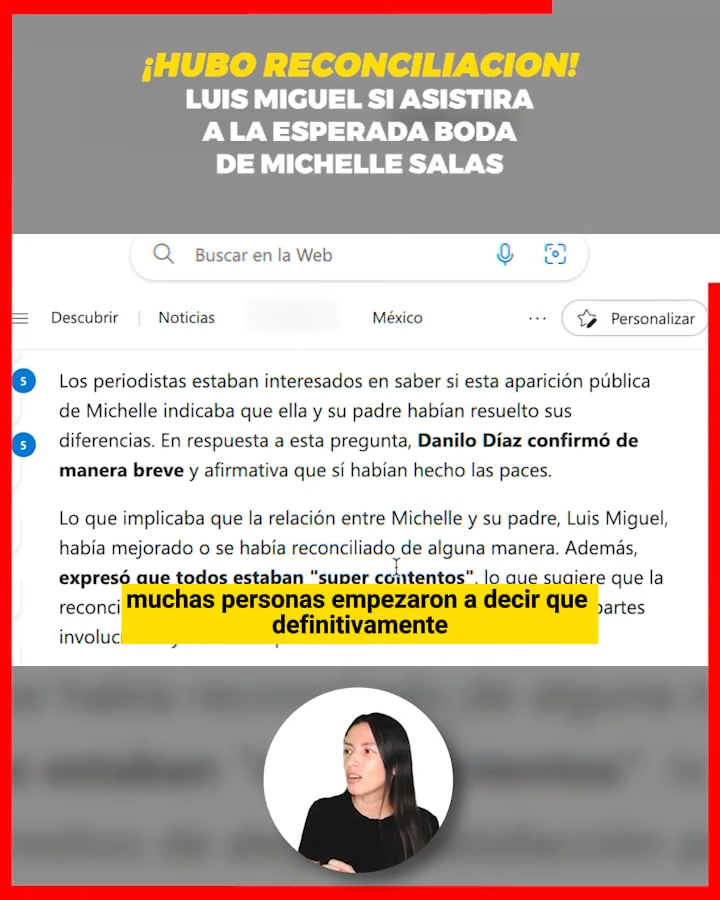 ¡HUBO RECONCILIACION!
LUIS MIGUEL SI ASISTIRA
A LA ESPERADA BODA
DE MICHELLE SALAS
Buscar en la Web
Descubrir | Noticias México ... Personalizar
5 Los periodistas estaban interesados en saber si esta aparición pública
de Michelle indicaba que ella y su padre habían resuelto sus
5 diferencias. En respuesta a esta pregunta, Danilo Díaz confirmó de
manera breve y afirmativa que sí habían hecho las paces.
Lo que implicaba que la relación entre Michelle y su padre, Luis Miguel,
había mejorado o se había reconciliado de alguna manera. Además,
expresó que todos estaban "super contentos", lo que sugiere que la
muchas personas empezaron a decir que
definitivamente